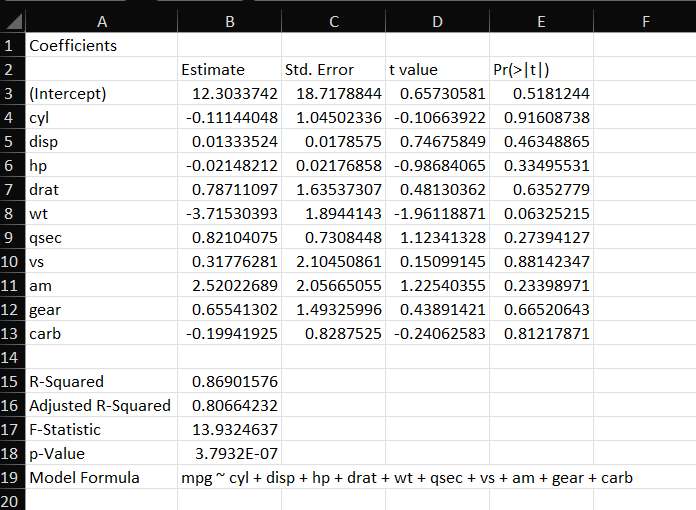 A B C D E F
1 Coefficients
2 Estimate Std. Error t value Pr(>|t|)
3 (Intercept) 12.3033742 18.7178844 0.65730581 0.5181244
4 cyl -0.11144048 1.04502336 -0.10663922 0.91608738
5 disp 0.01333524 0.0178575 0.74675849 0.46348865
6 hp -0.02148212 0.02176858 -0.98684065 0.33495531
7 drat 0.78711097 1.63537307 0.48130362 0.6352779
8 wt -3.71530393 1.8944143 -1.96118871 0.06325215
9 qsec 0.82104075 0.7308448 1.12341328 0.27394127
10 vs 0.31776281 2.10450861 0.15099145 0.88142347
11 am 2.52022689 2.05665055 1.22540355 0.23398971
12 gear 0.65541302 1.49325996 0.43891421 0.66520643
13 carb -0.19941925 0.8287525 -0.24062583 0.81217871
14
15 R-Squared 0.86901576
16 Adjusted R-Squared 0.80664232
17 F-Statistic 13.9324637
18 p-Value 3.7932E-07
19 Model Formula mpg ~ cyl + disp + hp + drat + wt + qsec + vs + am + gear + carb
20